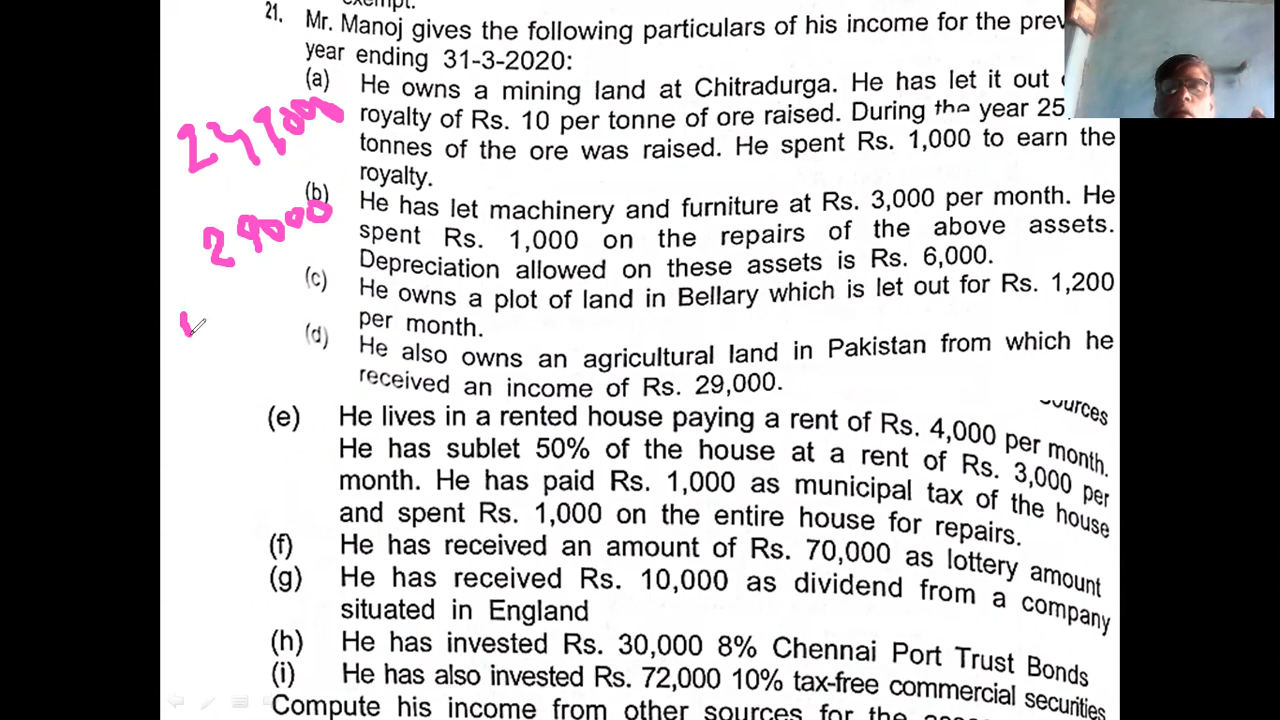 exempt.
21. Mr. Manoj gives the following particulars of his income for the
year ending 31-3-2020:
(a) He owns a mining land at Chitradurga. He has let it out
royalty of Rs. 10 per tonne of ore raised. During the year 25,
tonnes of the ore was raised. He spent Rs. 1,000 to earn the
royalty.
(b) He has let machinery and furniture at Rs. 3,000 per month. He
spent Rs. 1,000 on the repairs of the above assets.
Depreciation allowed on these assets is Rs. 6,000.
29000
(c) He owns a plot of land in Bellary which is let out for Rs. 1,200
per month.
(d) He also owns an agricultural land in Pakistan from which he
received an income of Rs. 29,000.
sources
(e) He lives in a rented house paying a rent of Rs. 4,000 per month.
He has sublet 50% of the house at a rent of Rs. 3,000 per
month. He has paid Rs. 1,000 as municipal tax of the house
and spent Rs. 1,000 on the entire house for repairs.
(f) He has received an amount of Rs. 70,000 as lottery amount
(g) He has received Rs. 10,000 as dividend from a company
situated in England
(h) He has invested Rs. 30,000 8% Chennai Port Trust Bonds
(i) He has also invested Rs. 72,000 10% tax-free commercial securities
Compute his income from other sources for the